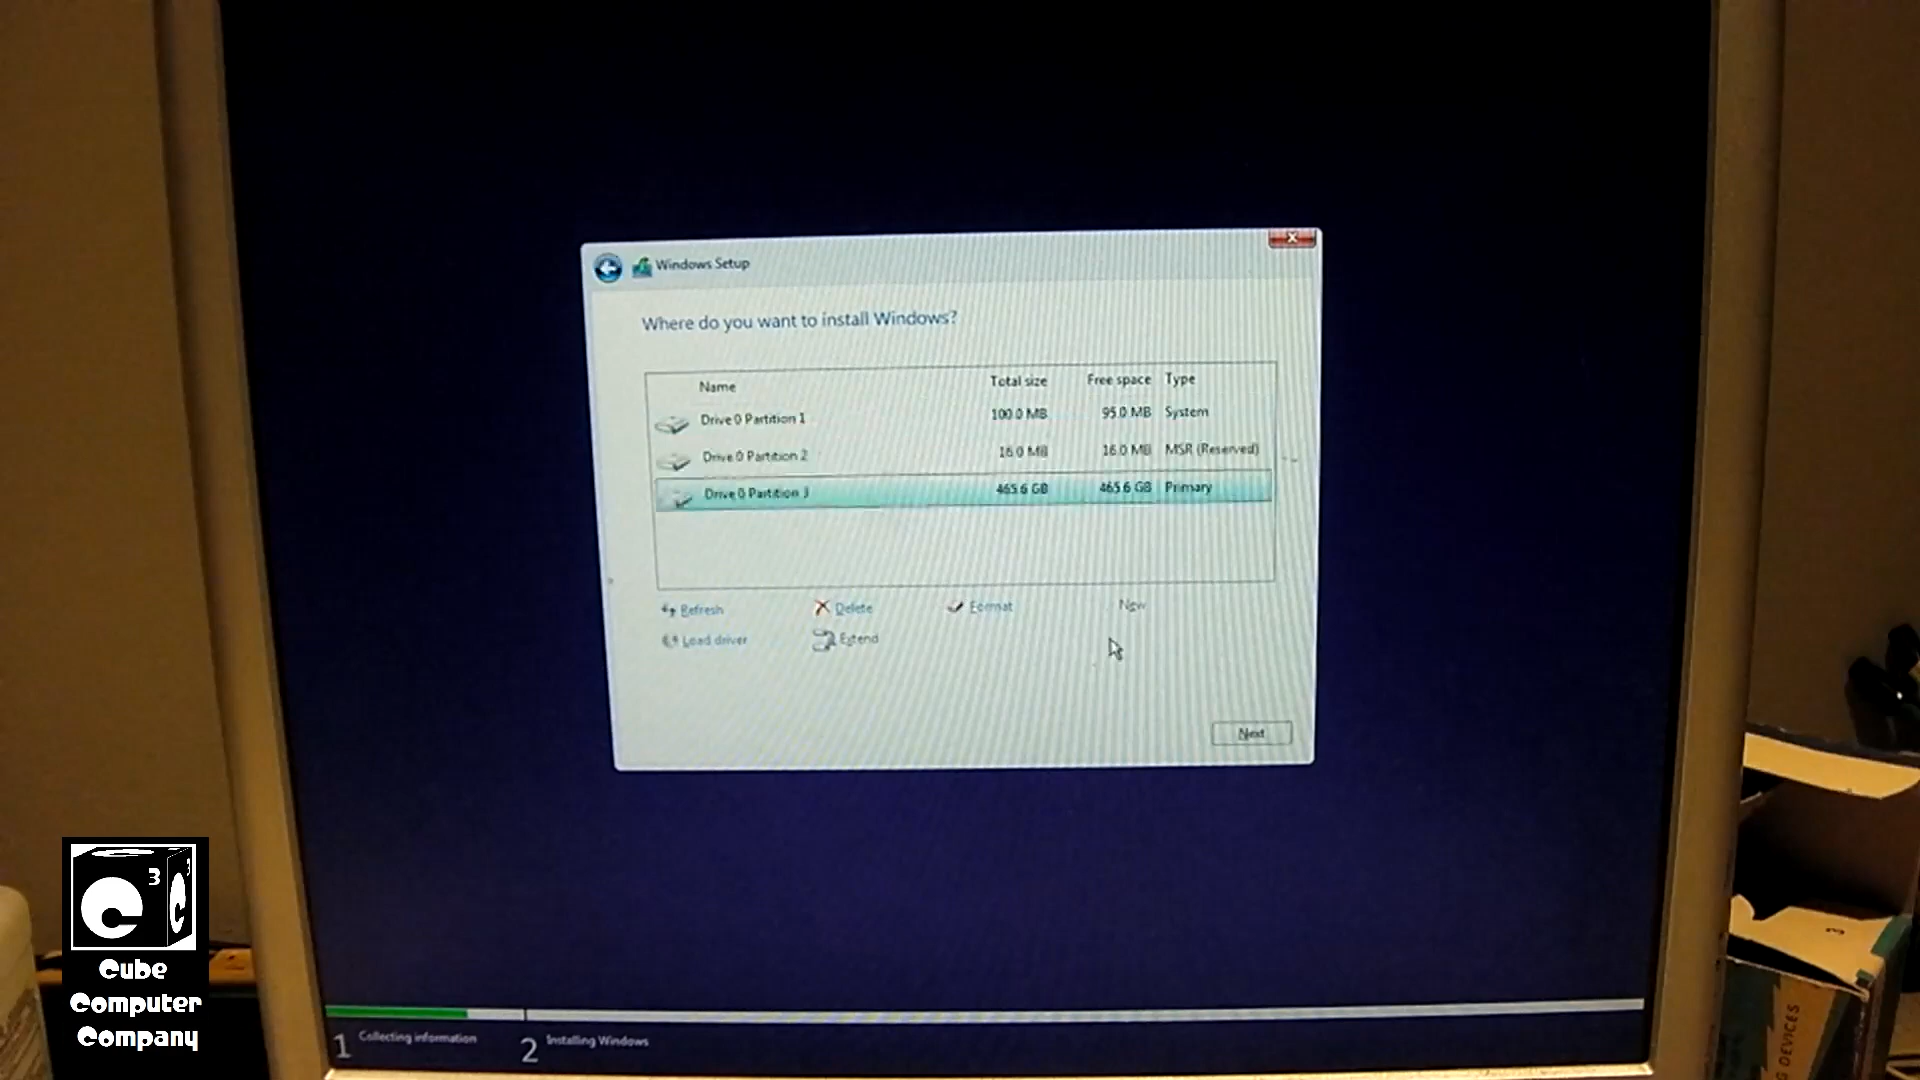 Windows Setup
Where do you want to install Windows?
Name Total size Free space Type
Drive 0 Partition 1 100.0 MB 95.0 MB System
Drive 0 Partition 2 16.0 MB 16.0 MB MSR (Reserved)
Drive 0 Partition 3 465.6 GB 465.6 GB Primary
Refresh Delete Format New
Load driver Extend
Next
1 Collecting information 2 Installing Windows
C 3 C 3
Cube
Computer
Company
G DEVICES